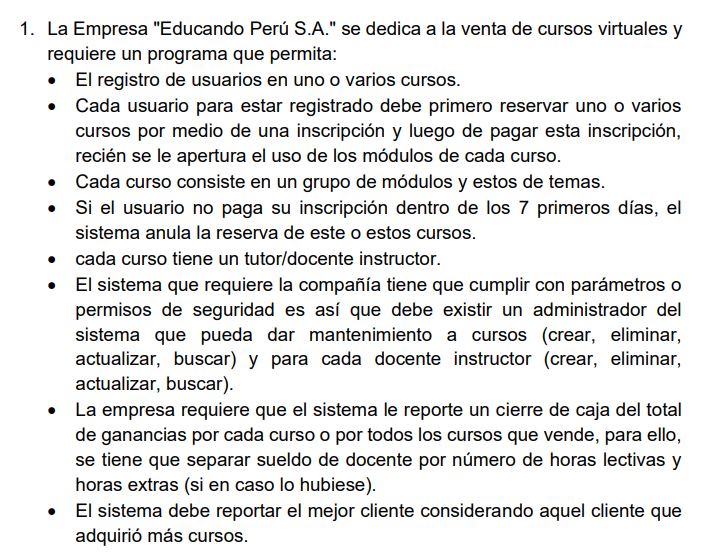 1. La Empresa "Educando Perú S.A." se dedica a la venta de cursos virtuales y
requiere un programa que permita:
• El registro de usuarios en uno o varios cursos.
• Cada usuario para estar registrado debe primero reservar uno o varios
cursos por medio de una inscripción y luego de pagar esta inscripción,
recién se le apertura el uso de los módulos de cada curso.
• Cada curso consiste en un grupo de módulos y estos de temas.
• Si el usuario no paga su inscripción dentro de los 7 primeros días, el
sistema anula la reserva de este o estos cursos.
• cada curso tiene un tutor/docente instructor.
• El sistema que requiere la compañía tiene que cumplir con parámetros o
permisos de seguridad es así que debe existir un administrador del
sistema que pueda dar mantenimiento a cursos (crear, eliminar,
actualizar, buscar) y para cada docente instructor (crear, eliminar,
actualizar, buscar).
• La empresa requiere que el sistema le reporte un cierre de caja del total
de ganancias por cada curso o por todos los cursos que vende, para ello,
se tiene que separar sueldo de docente por número de horas lectivas y
horas extras (si en caso lo hubiese).
• El sistema debe reportar el mejor cliente considerando aquel cliente que
adquirió más cursos.